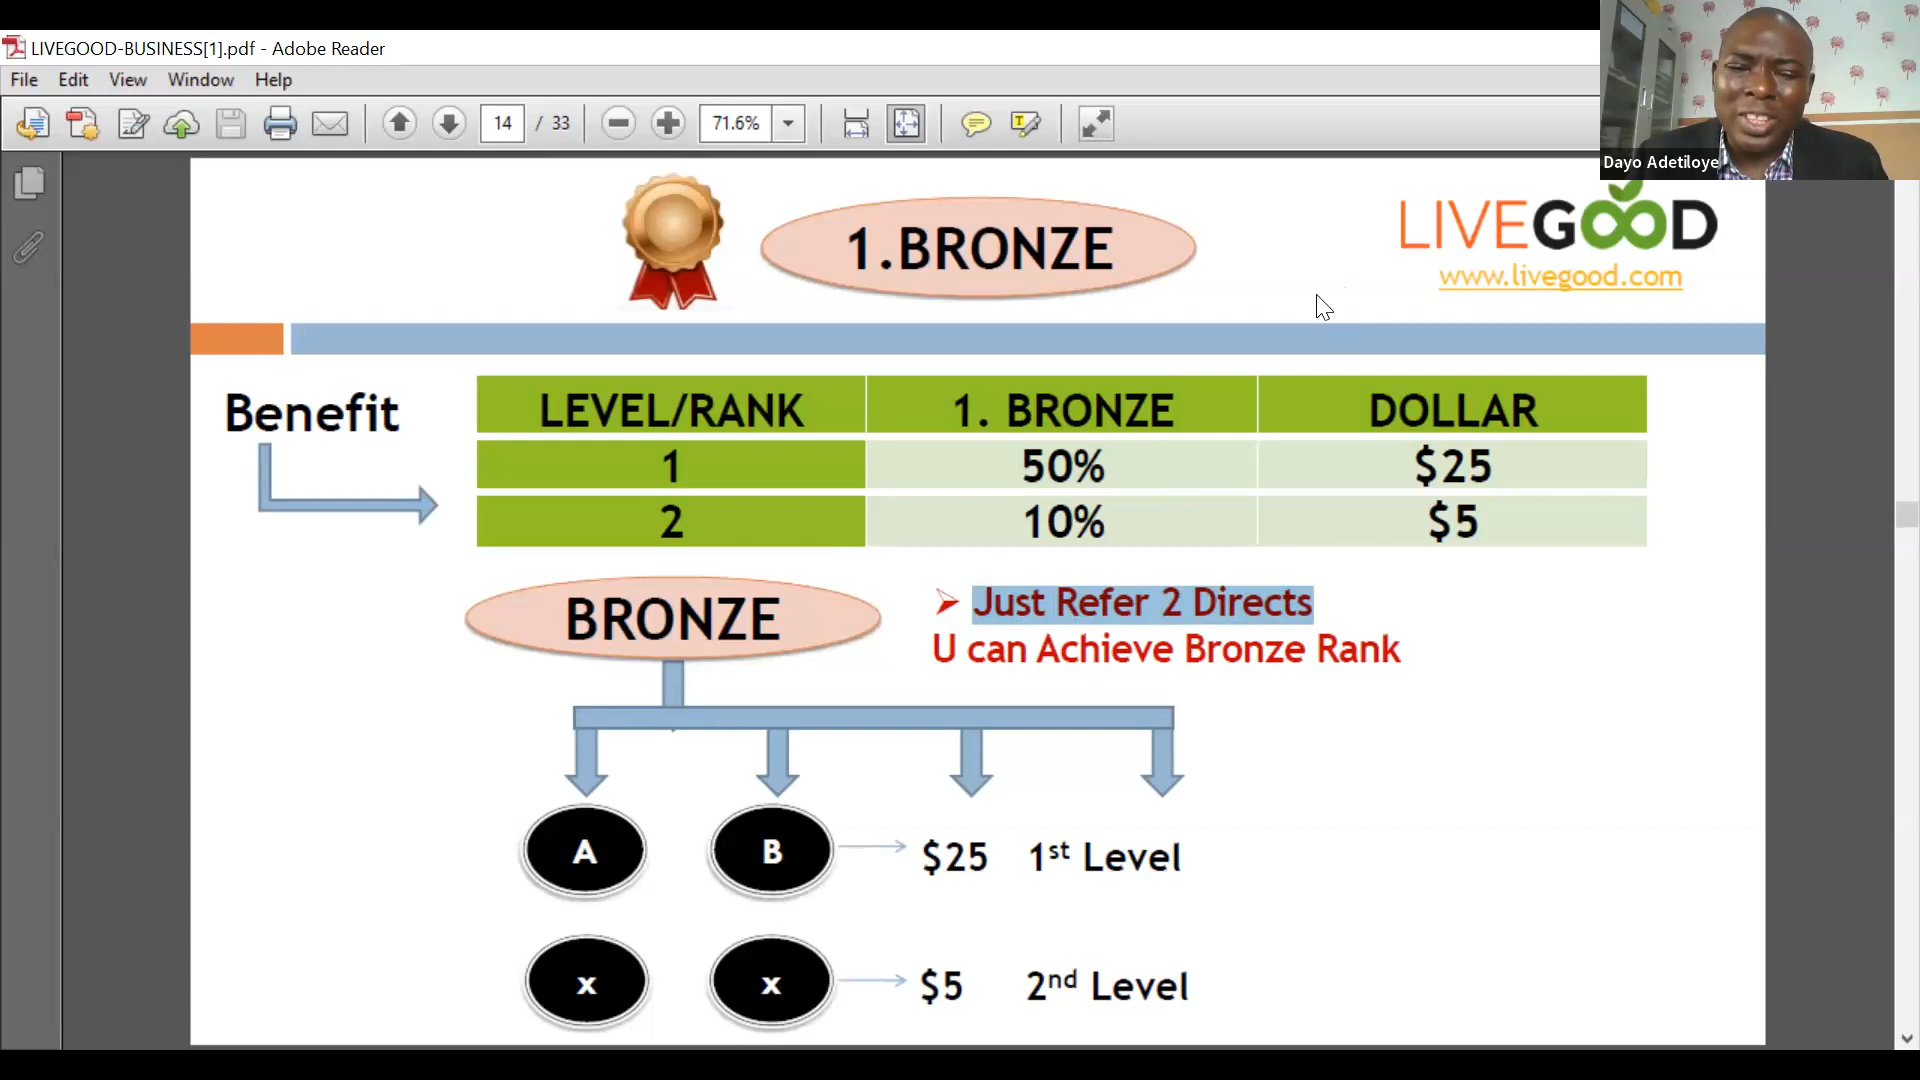 LIVEGOOD-BUSINESS[1].pdf - Adobe Reader
File Edit View Window Help
14 / 33 71.6%
Dayo Adetiloye
1.BRONZE
LIVEGOOD
www.livegood.com
Benefit
LEVEL/RANK 1. BRONZE DOLLAR
1 50% $25
2 10% $5
BRONZE
Just Refer 2 Directs
U can Achieve Bronze Rank
A B $25 1st Level
x x $5 2nd Level